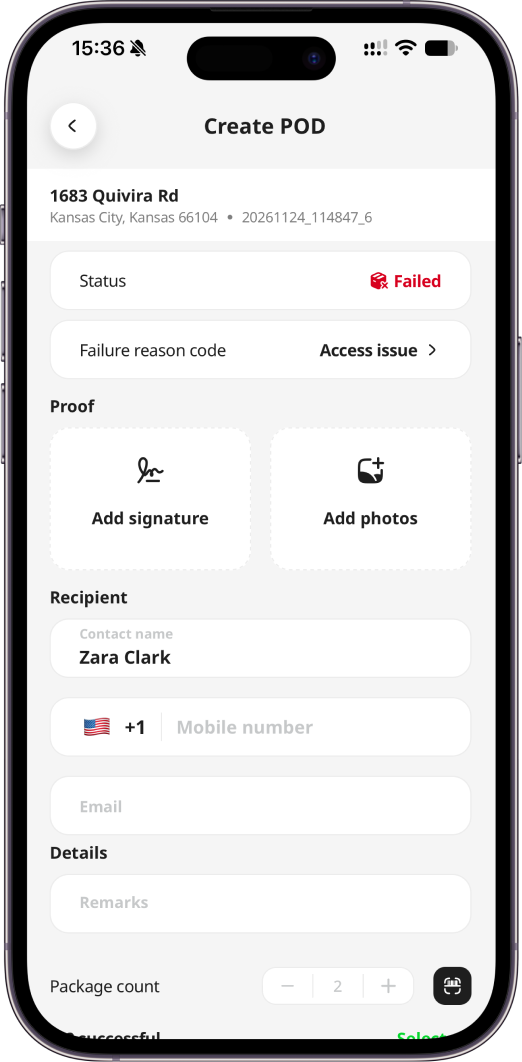 15:36
Create POD
1683 Quivira Rd
Kansas City, Kansas 66104 • 20261124_114847_6
Status Failed
Failure reason code Access issue
Proof
Add signature Add photos
Recipient
Contact name
Zara Clark
+1 Mobile number
Email
Details
Remarks
Package count 2
successful Select